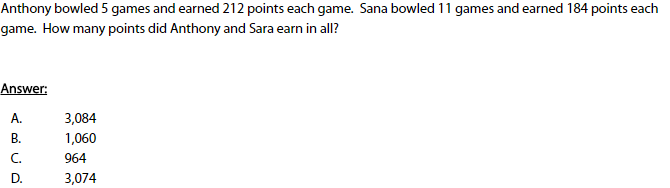 Anthony bowled 5 games and earned 212 points each game.  Sana bowled 11 games and earned 184 points each
game.  How many points did Anthony and Sara earn in all?
Answer:
A. 3,084
B. 1,060
C. 964
D. 3,074